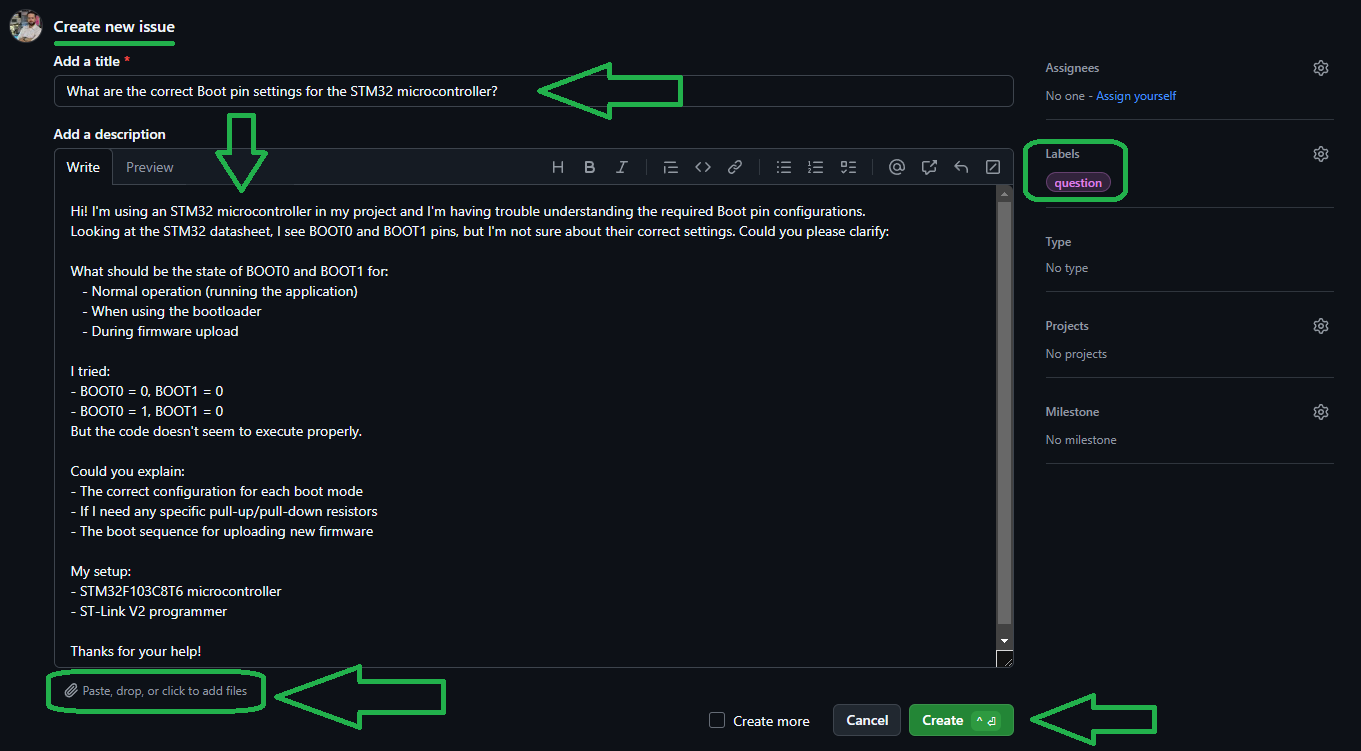 Create new issue
Add a title *
What are the correct Boot pin settings for the STM32 microcontroller?
Add a description
Write
Preview
Hi! I'm using an STM32 microcontroller in my project and I'm having trouble understanding the required Boot pin configurations.
Looking at the STM32 datasheet, I see BOOT0 and BOOT1 pins, but I'm not sure about their correct settings. Could you please clarify:
What should be the state of BOOT0 and BOOT1 for:
- Normal operation (running the application)
- When using the bootloader
- During firmware upload
I tried:
- BOOT0 = 0, BOOT1 = 0
- BOOT0 = 1, BOOT1 = 0
But the code doesn't seem to execute properly.
Could you explain:
- The correct configuration for each boot mode
- If I need any specific pull-up/pull-down resistors
- The boot sequence for uploading new firmware
My setup:
- STM32F103C8T6 microcontroller
- ST-Link V2 programmer
Thanks for your help!
Paste, drop, or click to add files
Create more
Cancel
Create ^ ⏎
Assignees
No one - Assign yourself
Labels
question
Type
No type
Projects
No projects
Milestone
No milestone